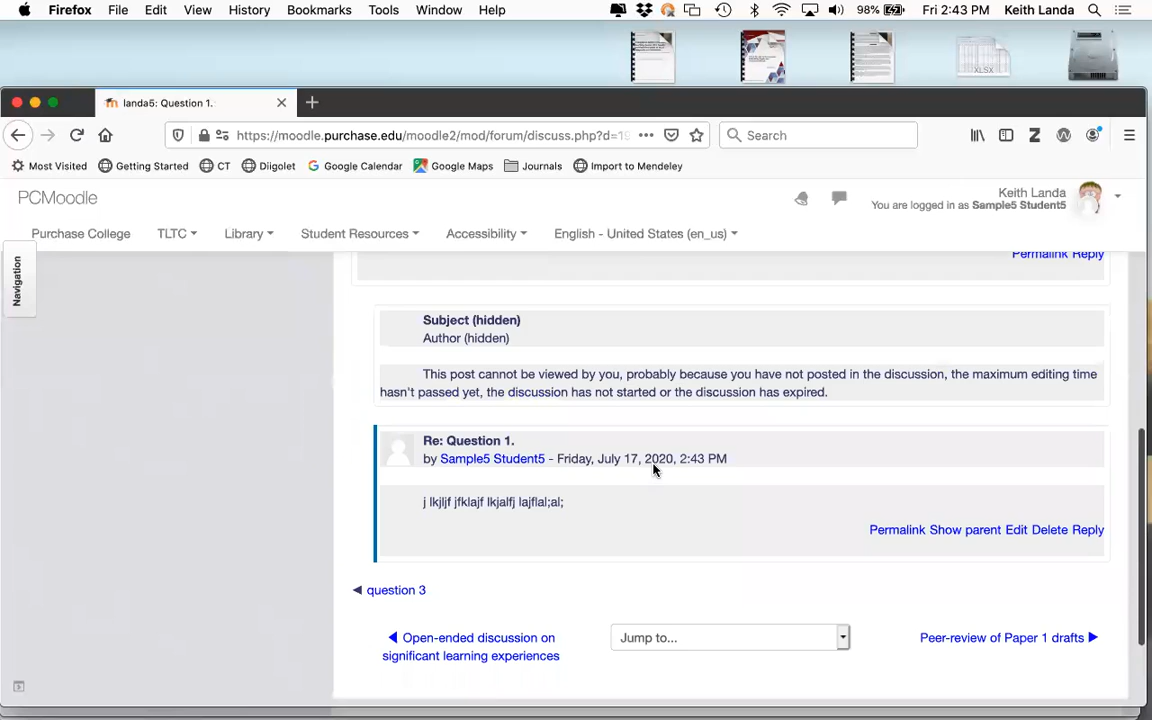 Firefox File Edit View History Bookmarks Tools Window Help 98% Fri 2:43 PM Keith Landa
XLSX
landa5: Question 1.
https://moodle.purchase.edu/moodle2/mod/forum/discuss.php?d=19 Search
Most Visited Getting Started CT Diigolet Google Calendar Google Maps Journals Import to Mendeley
PCMoodle
Keith Landa
You are logged in as Sample5 Student5
Purchase College TLTC Library Student Resources Accessibility English - United States (en_us)
Navigation
Permalink Reply
Subject (hidden)
Author (hidden)
This post cannot be viewed by you, probably because you have not posted in the discussion, the maximum editing time
hasn't passed yet, the discussion has not started or the discussion has expired.
Re: Question 1.
by Sample5 Student5 - Friday, July 17, 2020, 2:43 PM
j lkjljf jfklajf lkjalfj lajflal;al;
Permalink Show parent Edit Delete Reply
◀ question 3
◀ Open-ended discussion on
significant learning experiences
Jump to...
Peer-review of Paper 1 drafts ▶